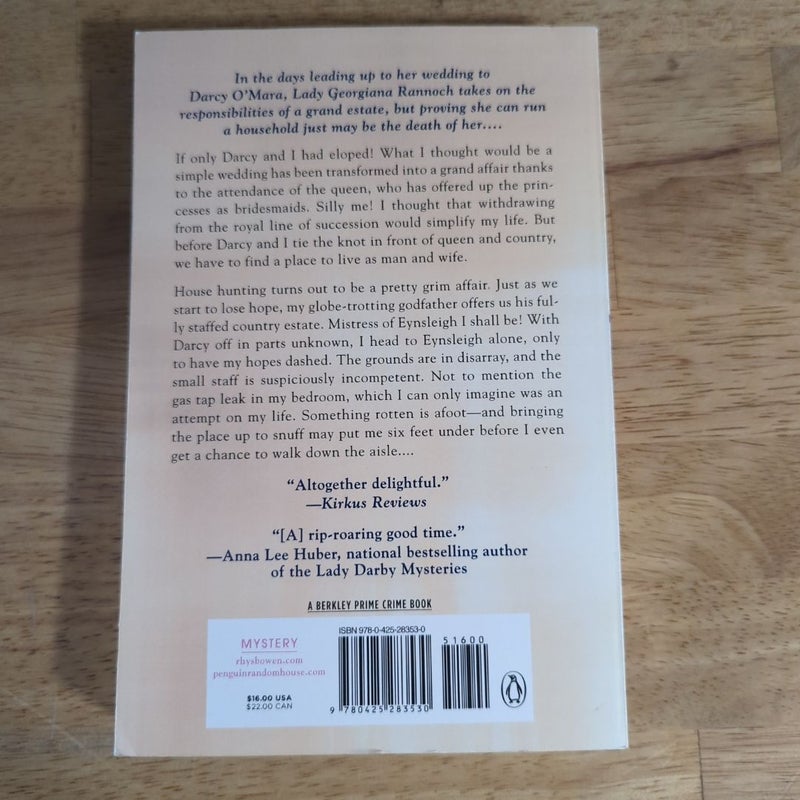 In the days leading up to her wedding to
Darcy O'Mara, Lady Georgiana Rannoch takes on the
responsibilities of a grand estate, but proving she can run
a household just may be the death of her....
If only Darcy and I had eloped! What I thought would be a
simple wedding has been transformed into a grand affair thanks
to the attendance of the queen, who has offered up the prin-
cesses as bridesmaids. Silly me! I thought that withdrawing
from the royal line of succession would simplify my life. But
before Darcy and I tie the knot in front of queen and country,
we have to find a place to live as man and wife.
House hunting turns out to be a pretty grim affair. Just as we
start to lose hope, my globe-trotting godfather offers us his ful-
ly staffed country estate. Mistress of Eynsleigh I shall be! With
Darcy off in parts unknown, I head to Eynsleigh alone, only
to have my hopes dashed. The grounds are in disarray, and the
small staff is suspiciously incompetent. Not to mention the
gas tap leak in my bedroom, which I can only imagine was an
attempt on my life. Something rotten is afoot—and bringing
the place up to snuff may put me six feet under before I even
get a chance to walk down the aisle....
"Altogether delightful."
—Kirkus Reviews
"[A] rip-roaring good time."
—Anna Lee Huber, national bestselling author
of the Lady Darby Mysteries
A BERKLEY PRIME CRIME BOOK
MYSTERY
rhysbowen.com
penguinrandomhouse.com
$16.00 USA
$22.00 CAN
ISBN 978-0-425-28353-0
51600
9 780425 283530